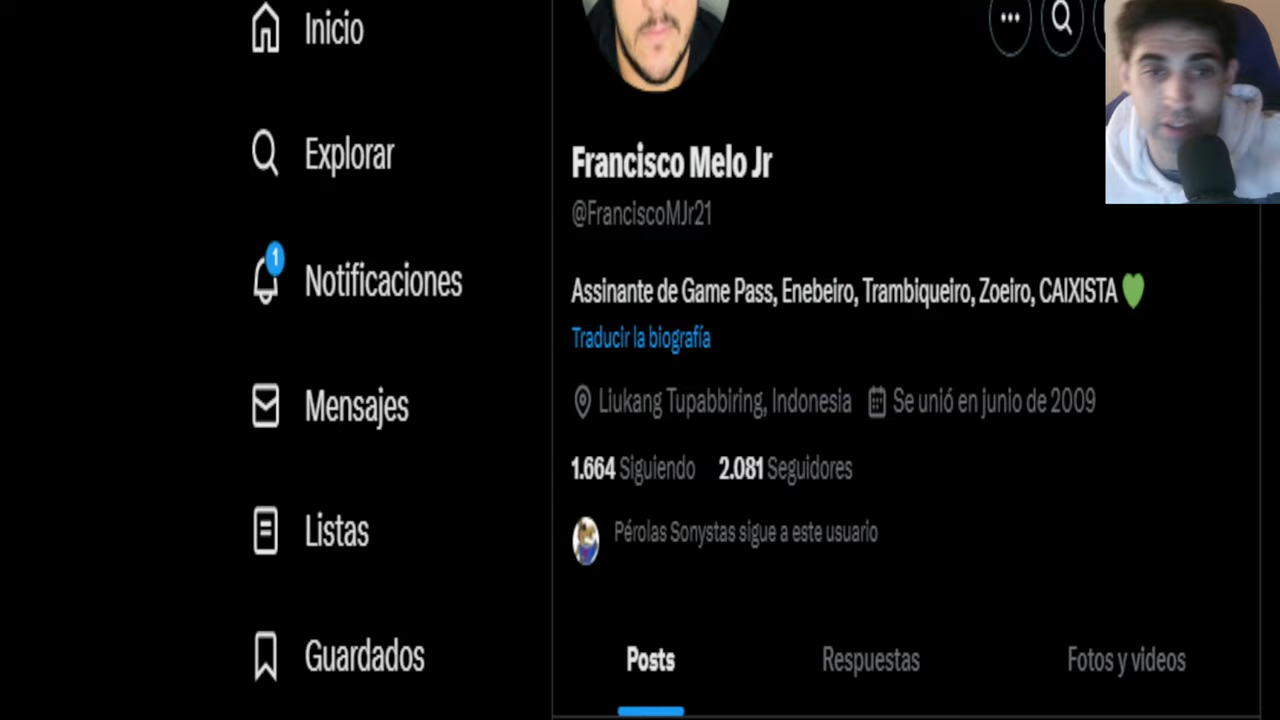 Inicio
Explorar
1
Notificaciones
Mensajes
Listas
Guardados
Francisco Melo Jr
@FranciscoMJr21
Assinante de Game Pass, Enebeiro, Trambiqueiro, Zoeiro, CAIXISTA💚
Traducir la biografía
Liukang Tupabbiring, Indonesia Se unió en junio de 2009
1.664 Siguiendo 2.081 Seguidores
Pérolas Sonystas sigue a este usuario
Posts Respuestas Fotos y videos